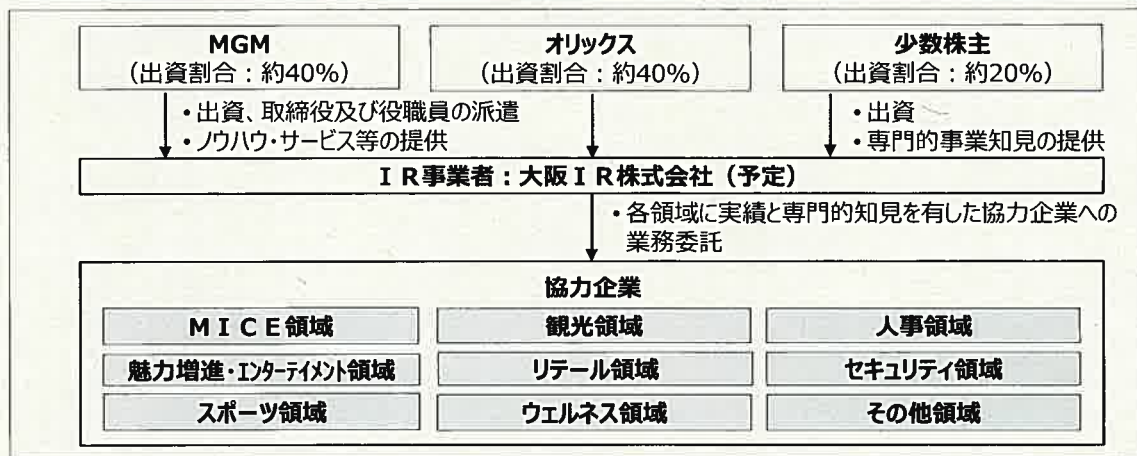 MGM
(出資割合:約40%)
オリックス
(出資割合:約40%)
少数株主
(出資割合:約20%)
・出資、取締役及び役職員の派遣
・ノウハウ・サービス等の提供
・出資
・専門的事業知見の提供
IR事業者:大阪IR株式会社(予定)
・各領域に実績と専門的知見を有した協力企業への
業務委託
協力企業
MICE領域
観光領域
人事領域
魅力増進・エンターテイメント領域
リテール領域
セキュリティ領域
スポーツ領域
ウェルネス領域
その他領域